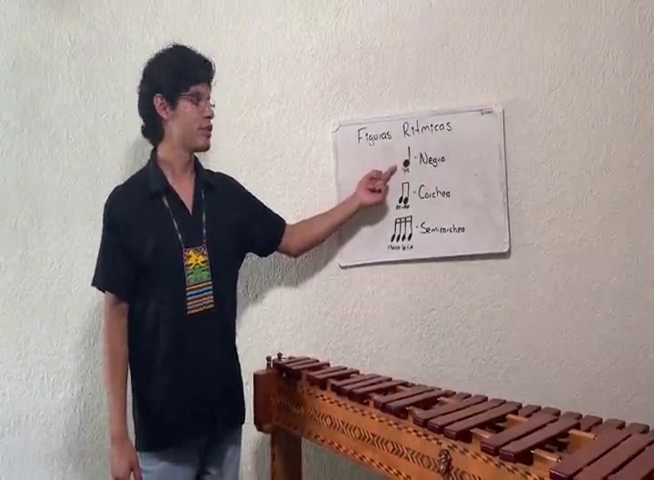 Figuras Rítmicas
- Negra
- Corchea
- Semicorchea